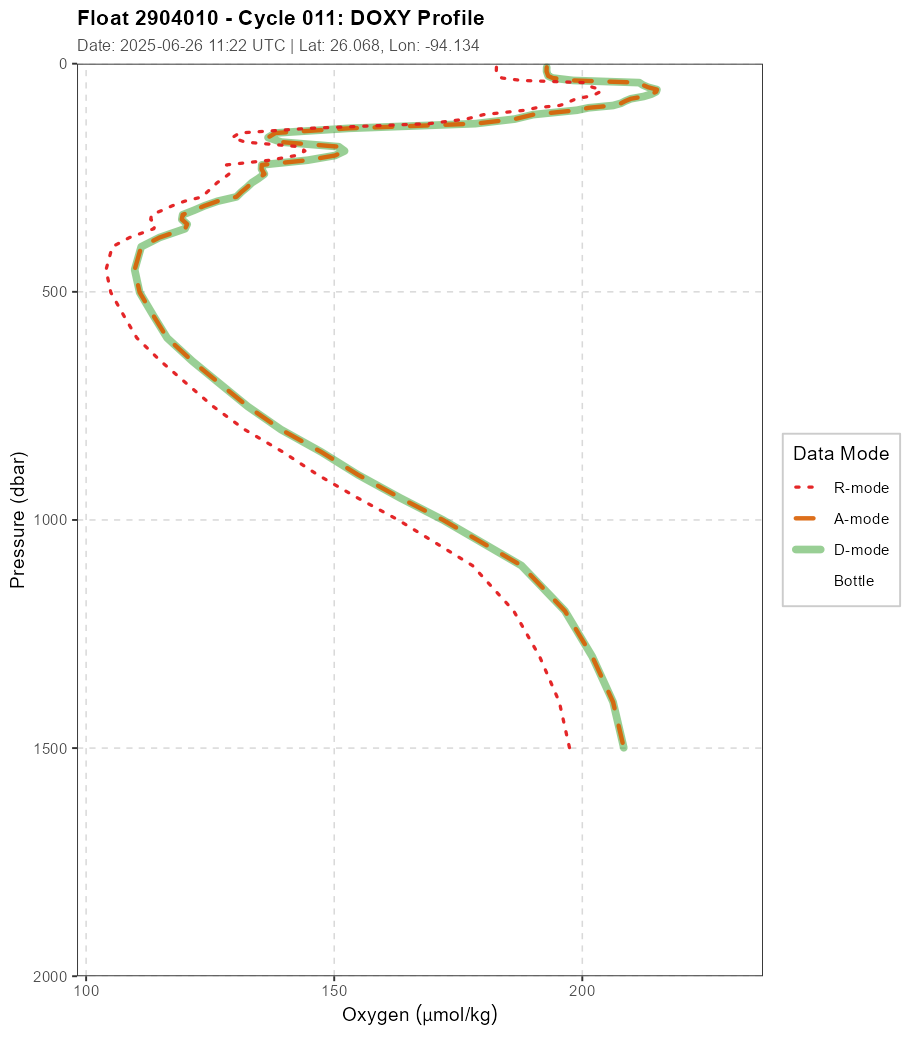 Float 2904010 - Cycle 011: DOXY Profile
Date: 2025-06-26 11:22 UTC | Lat: 26.068, Lon: -94.134
0
500
1000
1500
2000
Pressure (dbar)
100
150
200
Oxygen (μmol/kg)
Data Mode
R-mode
A-mode
D-mode
Bottle